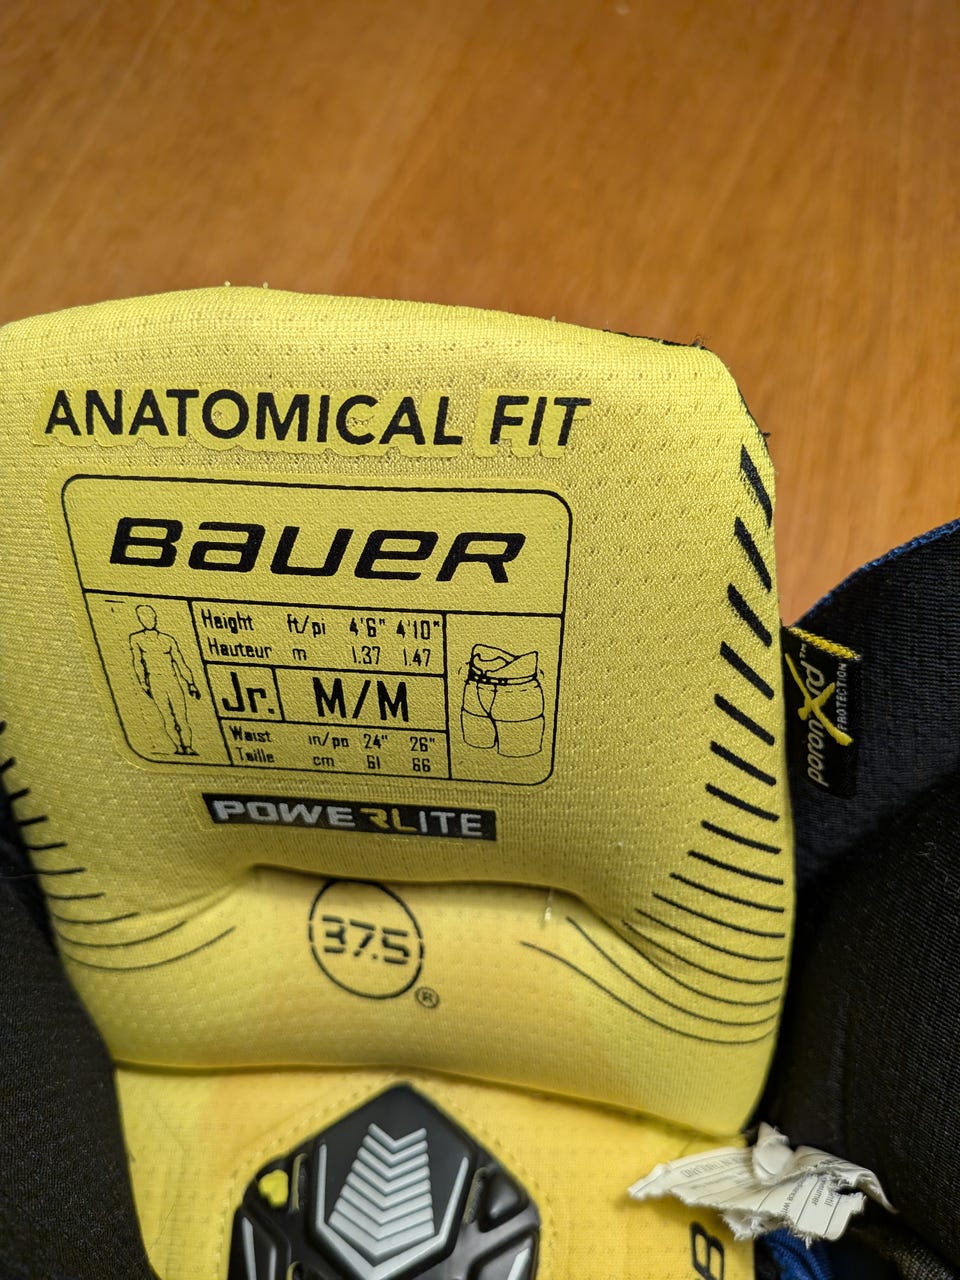 ANATOMICAL FIT
BAUER
Height ft/pi 4'6" 4'10"
Hauteur m 1.37 1.47
Jr. M/M
Waist in/po 24" 26"
Taille cm 61 66
POWERLITE
37.5
®
poronXrd™
PROTECTION